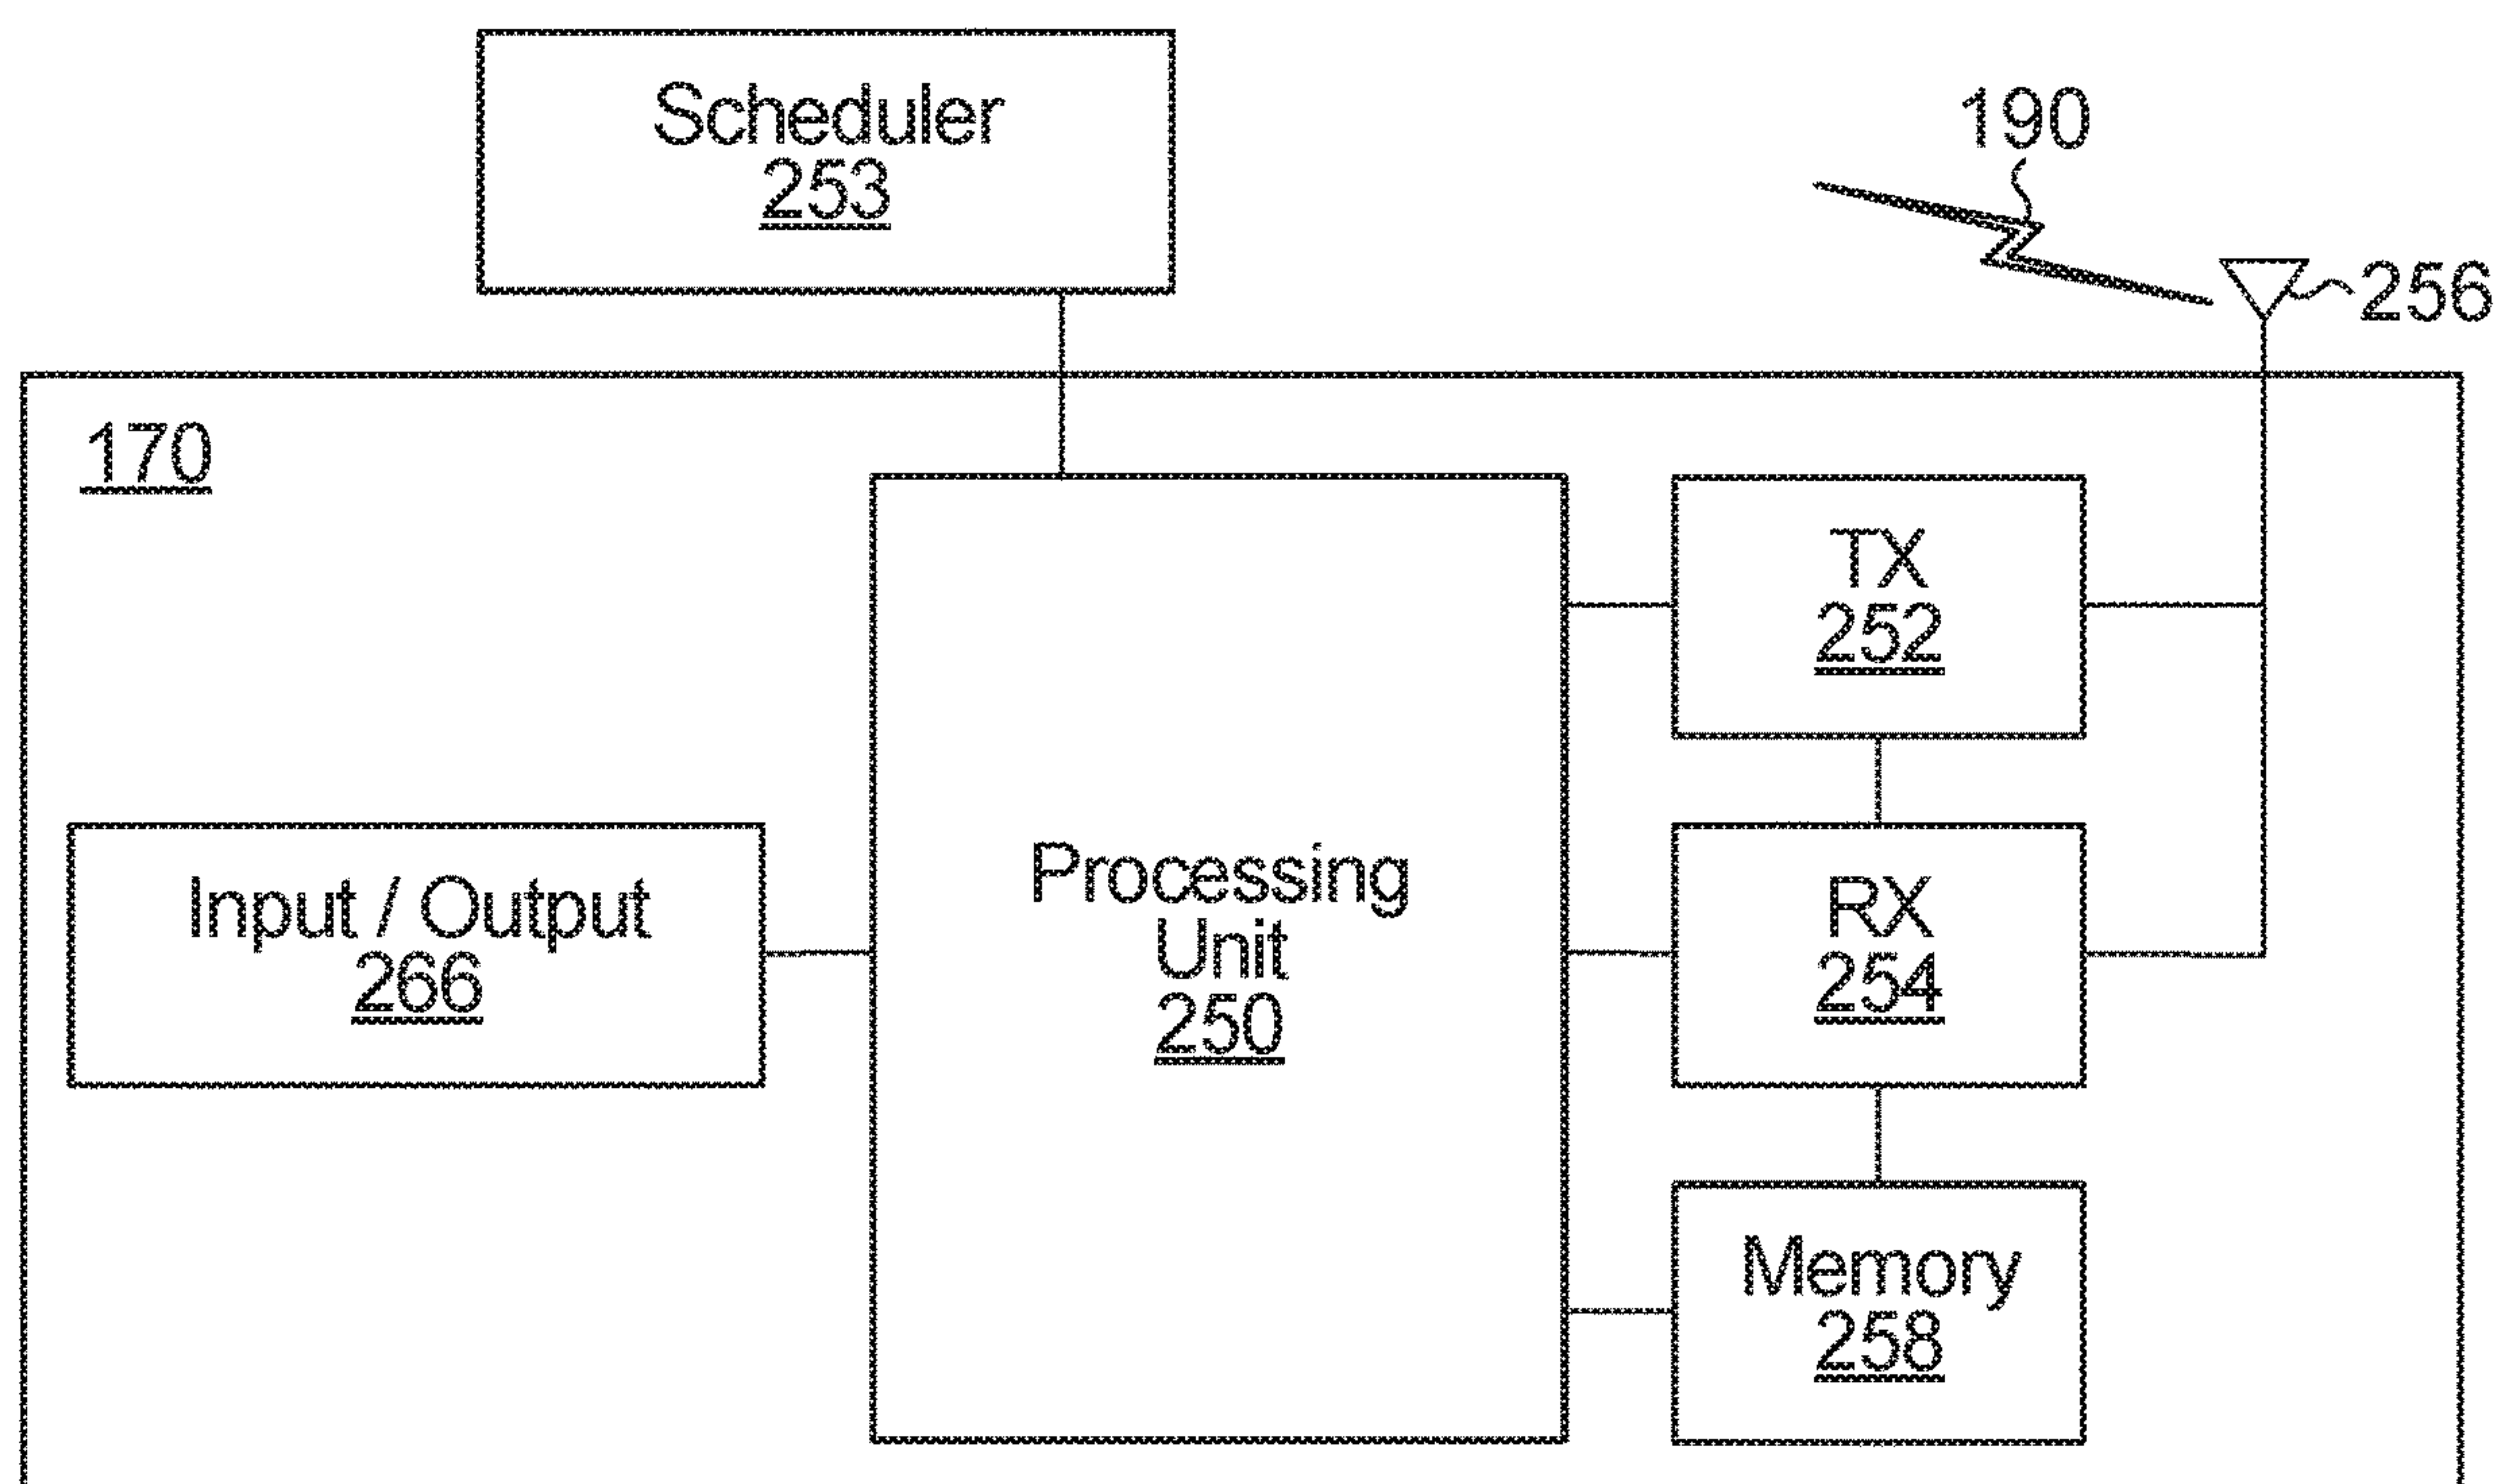 Scheduler
253
190
256
170
TX
252
Processing
Unit
250
Input / Output
266
RX
254
Memory
258